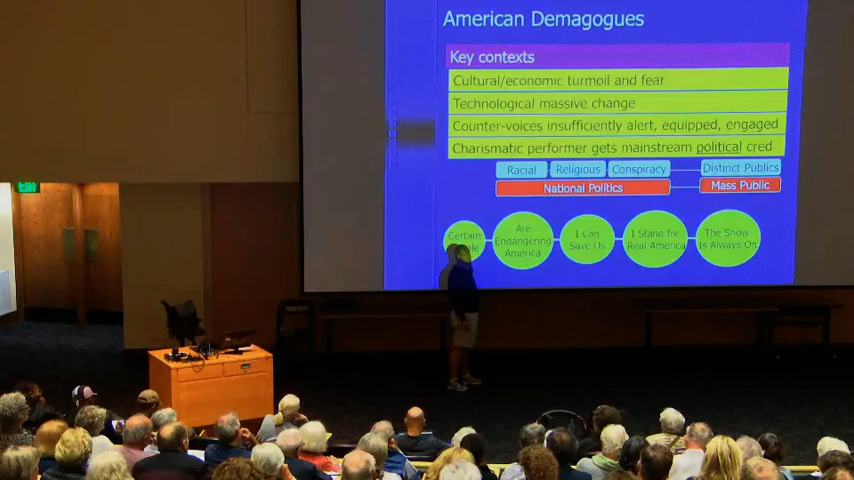 American Demagogues
Key contexts
Cultural/economic turmoil and fear
Technological massive change
Counter-voices insufficiently alert, equipped, engaged
Charismatic performer gets mainstream political cred
Racial Religious Conspiracy Distinct Publics
National Politics Mass Public
Certain
Are
Endangering
America
I Can
Save Us
I Stand for
Real America
The Show
Is Always On